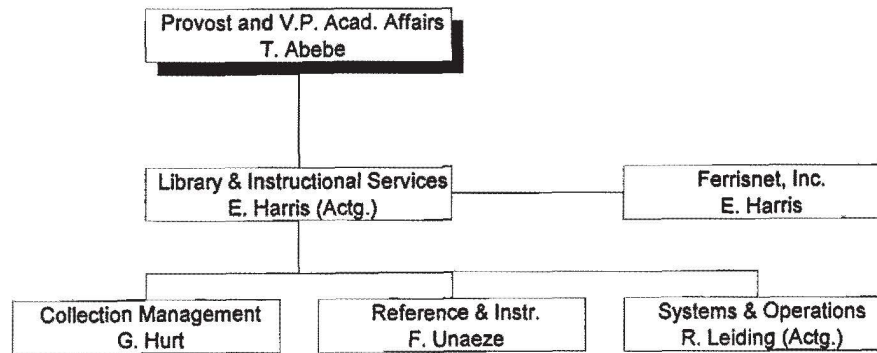 Provost and V.P. Acad. Affairs
T. Abebe
Library & Instructional Services
E. Harris (Actg.)
Ferrisnet, Inc.
E. Harris
Collection Management
G. Hurt
Reference & Instr.
F. Unaeze
Systems & Operations
R. Leiding (Actg.)